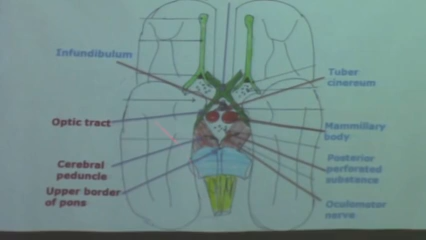 Infundibulum
Tuber
cinereum
Optic tract
Mammillary
body
Cerebral
peduncle
Posterior
perforated
substance
Upper border
of pons
Oculomotor
nerve